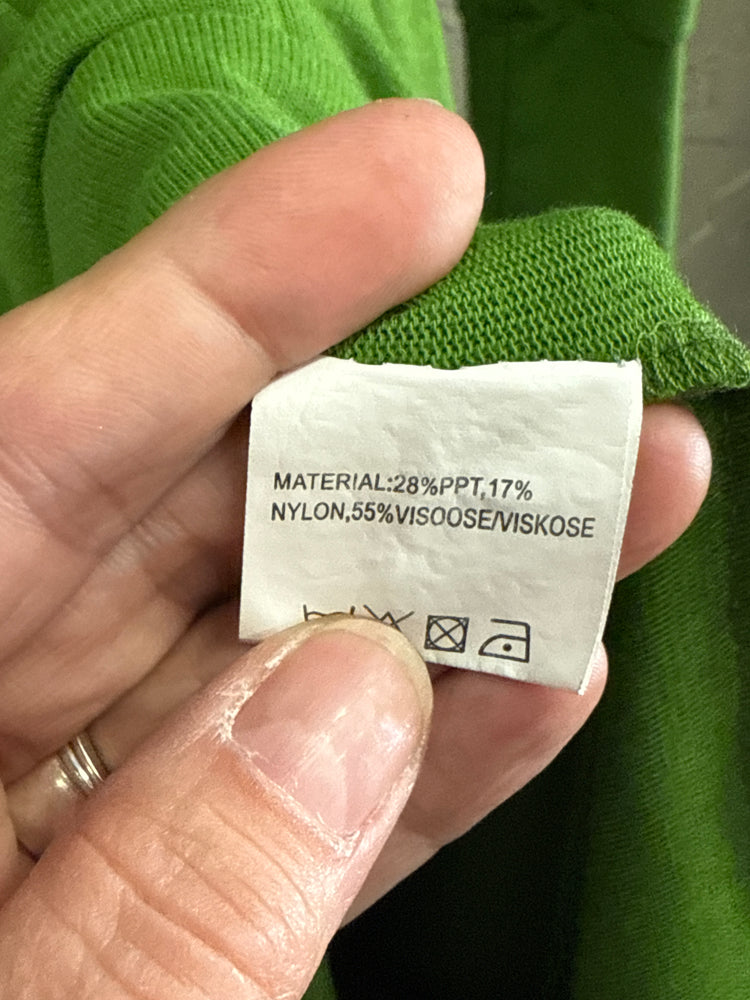 MATERIAL:28%PPT,17%
NYLON,55%VISOOSE/VISKOSE